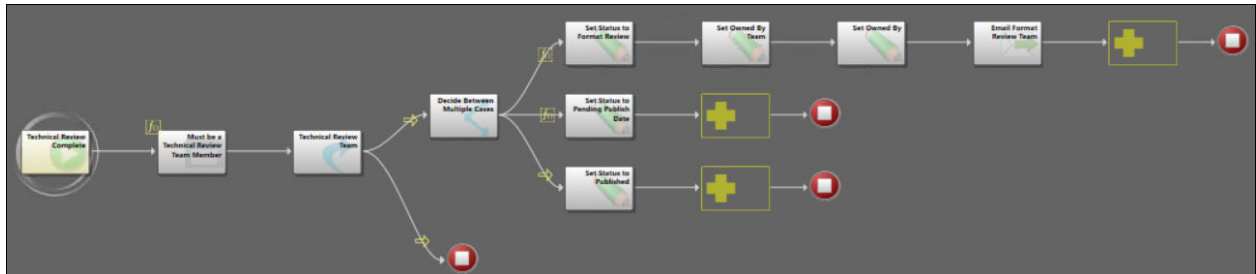 Set Status to
Format Review
Set Owned By
Team
Set Owned By
Email Format
Review Team
Decide Between
Multiple Cases
Set Status to
Pending Publish
Date
Technical Review
Complete
Must be a
Technical Review
Team Member
Technical Review
Team
Set Status to
Published